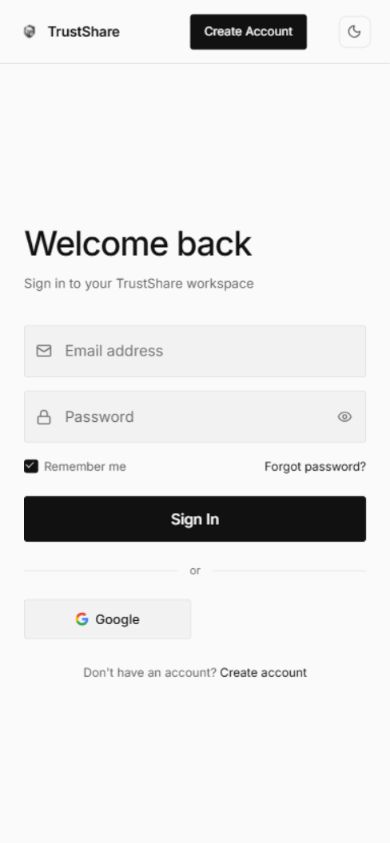 TrustShare
Create Account
Welcome back
Sign in to your TrustShare workspace
Email address
Password
Remember me
Forgot password?
Sign In
or
Google
Don't have an account? Create account